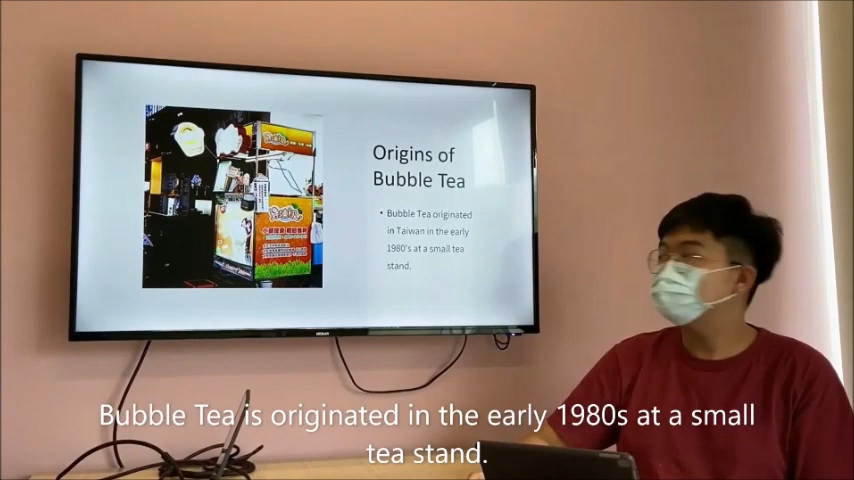 Origins of
Bubble Tea
• Bubble Tea originated
in Taiwan in the early
1980's at a small tea
stand.
Bubble Tea is originated in the early 1980s at a small
tea stand.